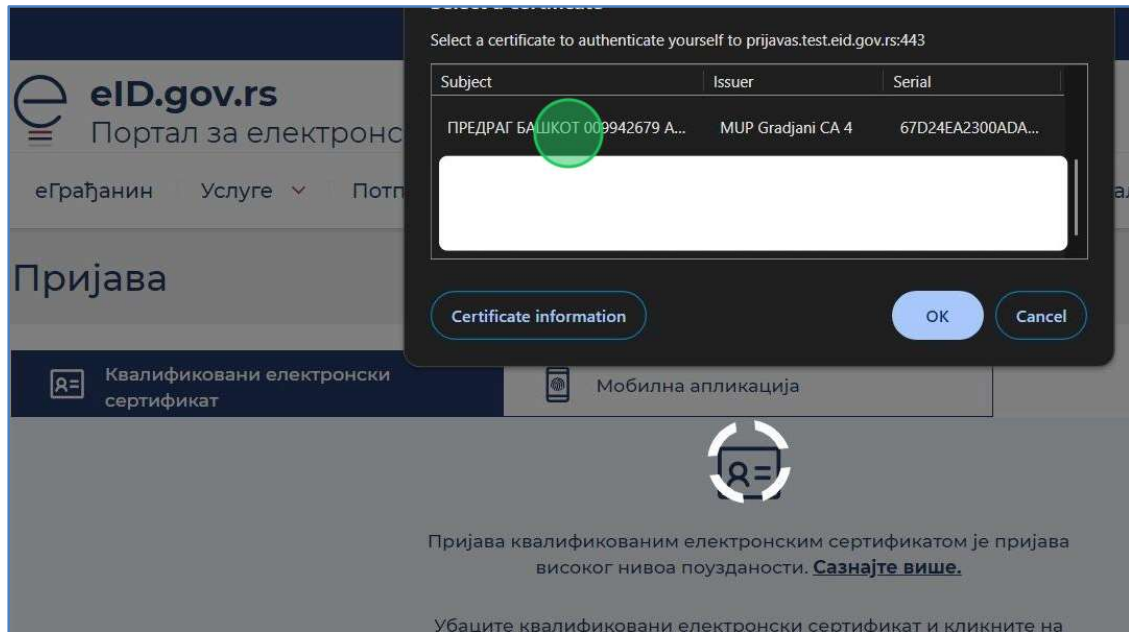 Select a certificate
Select a certificate to authenticate yourself to prijavas.test.eid.gov.rs:443
Subject Issuer Serial
ПРЕДРАГ БАШКОТ 009942679 A... MUP Gradjani CA 4 67D24EA2300ADA...
Certificate information OK Cancel
eID.gov.rs
Портал за електронс
еГрађанин Услуге
Пријава
Квалификовани електронски
сертификат
Мобилна апликација
Пријава квалификованим електронским сертификатом је пријава
високог нивоа поузданости. Сазнајте више.
Убаците квалификовани електронски сертификат и кликните на